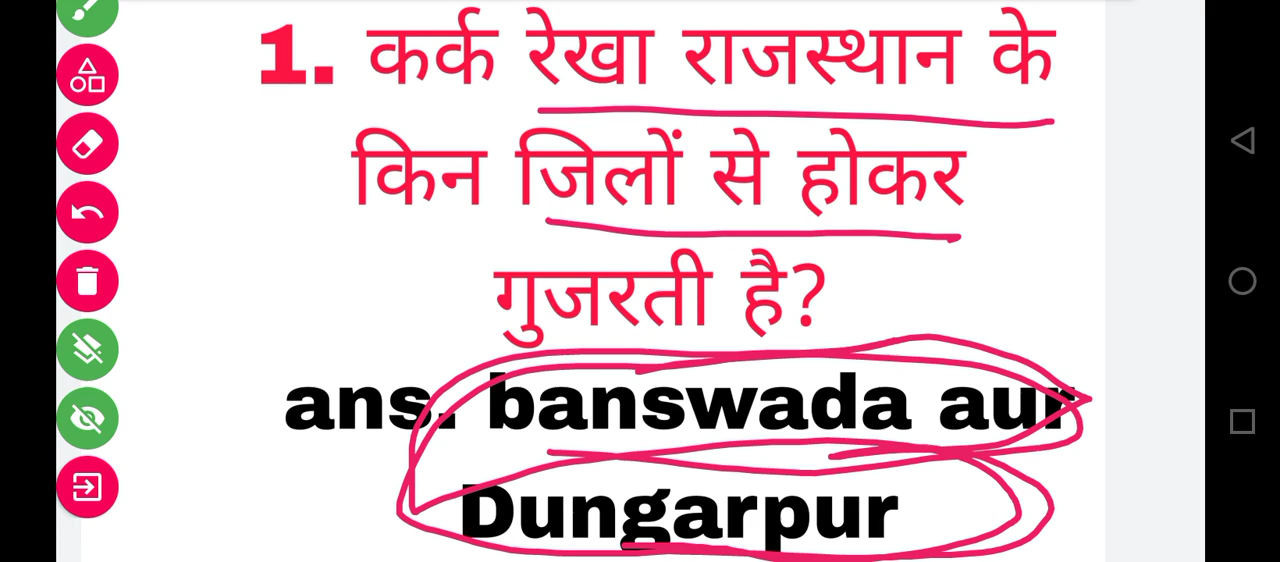 1. कर्क रेखा राजस्थान के
किन जिलों से होकर
गुजरती है?
ans. banswada aur
Dungarpur